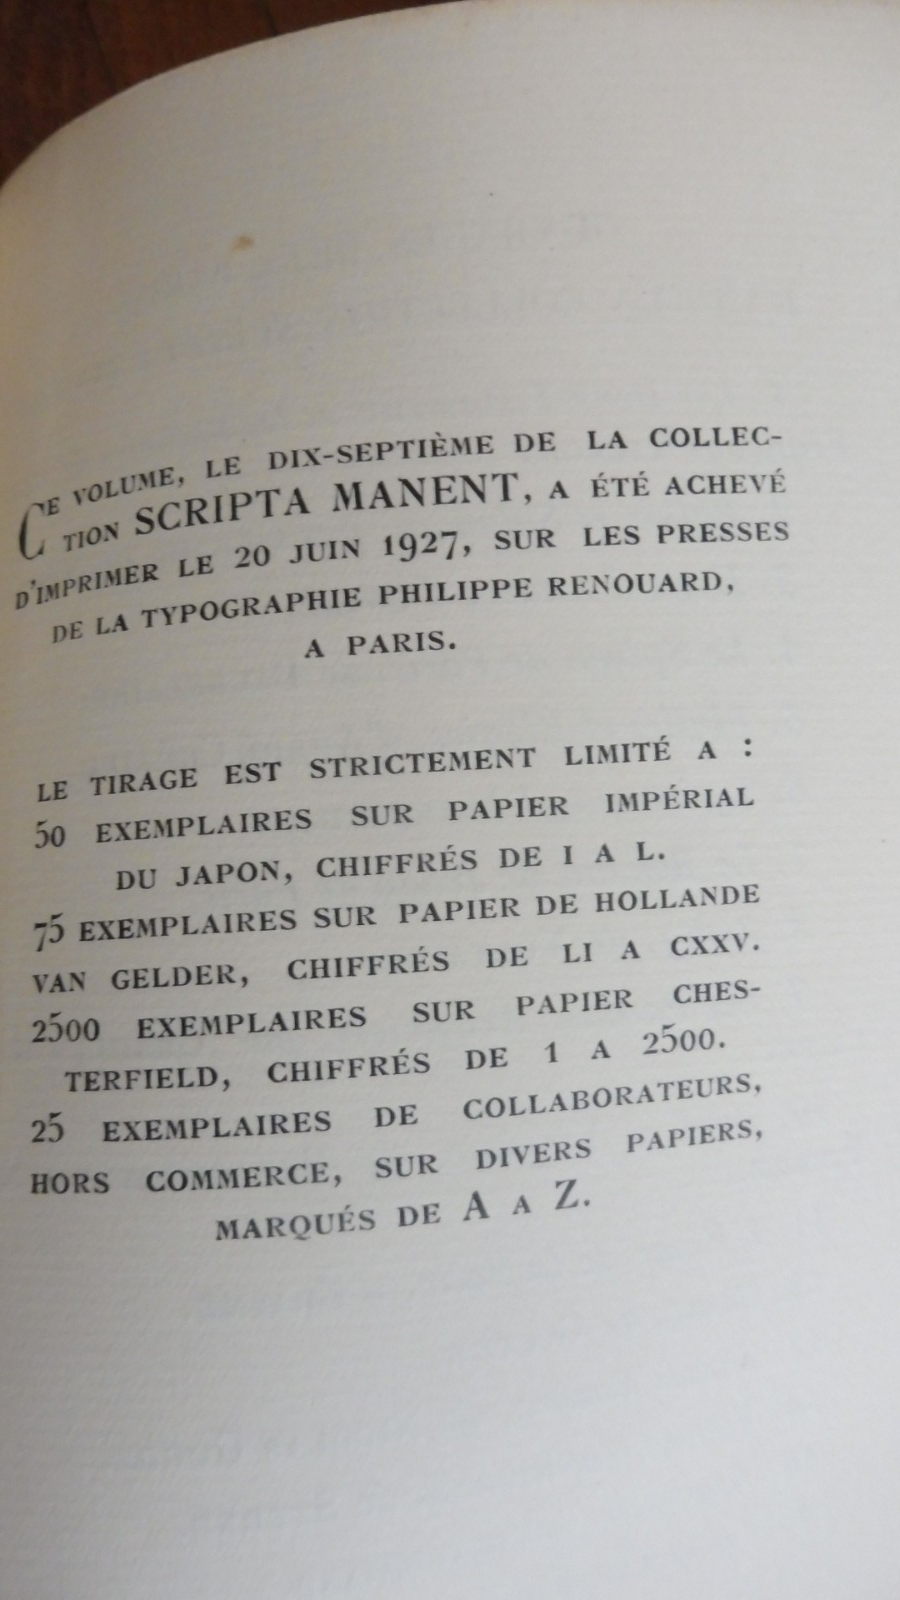 CE VOLUME, LE DIX-SEPTIÈME DE LA COLLEC-
TION SCRIPTA MANENT, A ÉTÉ ACHEVÉ
D'IMPRIMER LE 20 JUIN 1927, SUR LES PRESSES
DE LA TYPOGRAPHIE PHILIPPE RENOUARD,
A PARIS.
LE TIRAGE EST STRICTEMENT LIMITÉ A :
50 EXEMPLAIRES SUR PAPIER IMPÉRIAL
DU JAPON, CHIFFRÉS DE I A L.
75 EXEMPLAIRES SUR PAPIER DE HOLLANDE
VAN GELDER, CHIFFRÉS DE LI A CXXV.
2500 EXEMPLAIRES SUR PAPIER CHES-
TERFIELD, CHIFFRÉS DE 1 A 2500.
25 EXEMPLAIRES DE COLLABORATEURS,
HORS COMMERCE, SUR DIVERS PAPIERS,
MARQUÉS DE A A Z.